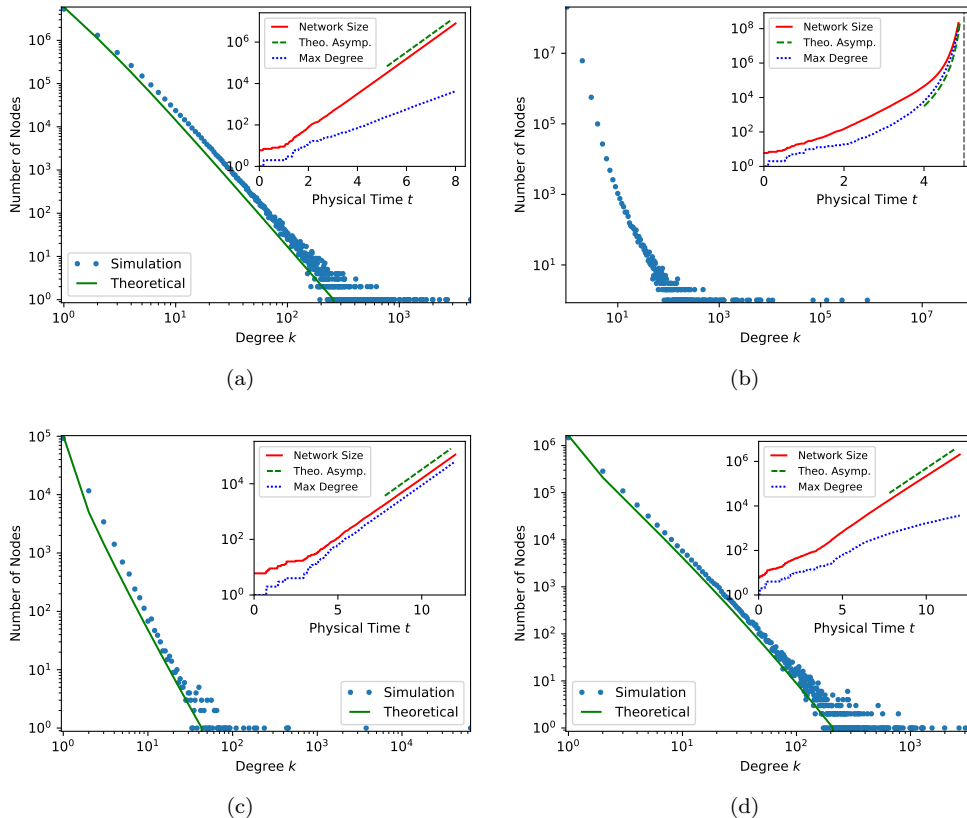 Number of Nodes
10^6
10^5
10^4
10^3
10^2
10^1
10^0
10^0 10^1 10^2 10^3
Degree k
Simulation
Theoretical
Network Size
Theo. Asymp.
Max Degree
10^7
10^4
10^2
1
0 2 4 6 8
Physical Time t
(a)
Number of Nodes
10^7
10^5
10^3
10^1
10^1 10^3 10^5 10^7
Degree k
Network Size
Theo. Asymp.
Max Degree
10^8
10^6
10^4
10^2
1
0 2 4
Physical Time t
(b)
Number of Nodes
10^5
10^4
10^3
10^2
10^1
10^0
10^0 10^1 10^2 10^3 10^4
Degree k
Simulation
Theoretical
Network Size
Theo. Asymp.
Max Degree
10^4
10^2
10^0
0 5 10
Physical Time t
(c)
Number of Nodes
10^6
10^5
10^4
10^3
10^2
10^1
10^0
10^0 10^1 10^2 10^3
Degree k
Simulation
Theoretical
Network Size
Theo. Asymp.
Max Degree
10^6
10^4
10^2
10^0
0 5 10
Physical Time t
(d)